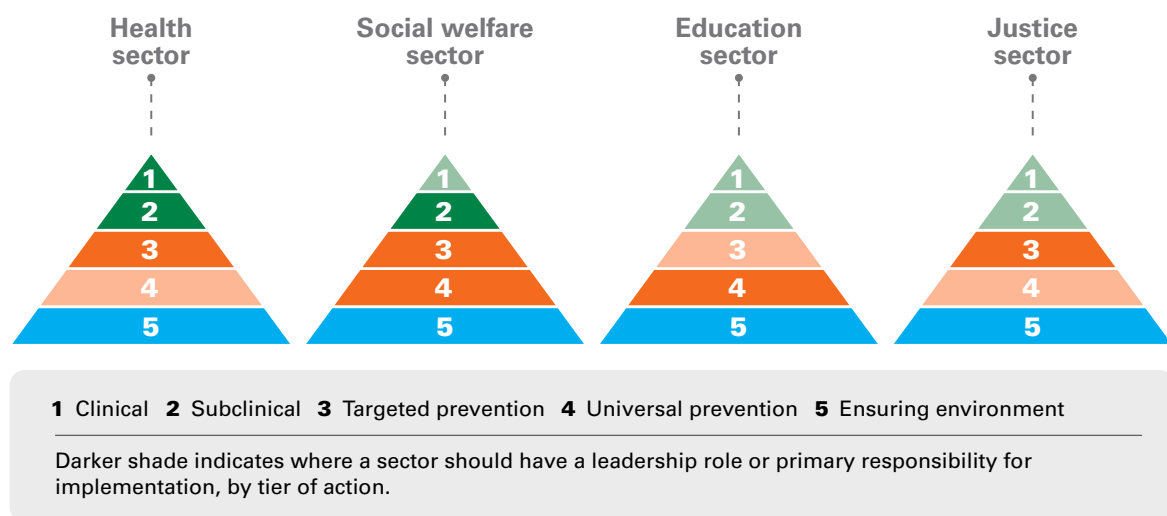 Health
sector
Social welfare
sector
Education
sector
Justice
sector
1
2
3
4
5
1
2
3
4
5
1
2
3
4
5
1
2
3
4
5
1 Clinical 2 Subclinical 3 Targeted prevention 4 Universal prevention 5 Ensuring environment
Darker shade indicates where a sector should have a leadership role or primary responsibility for
implementation, by tier of action.